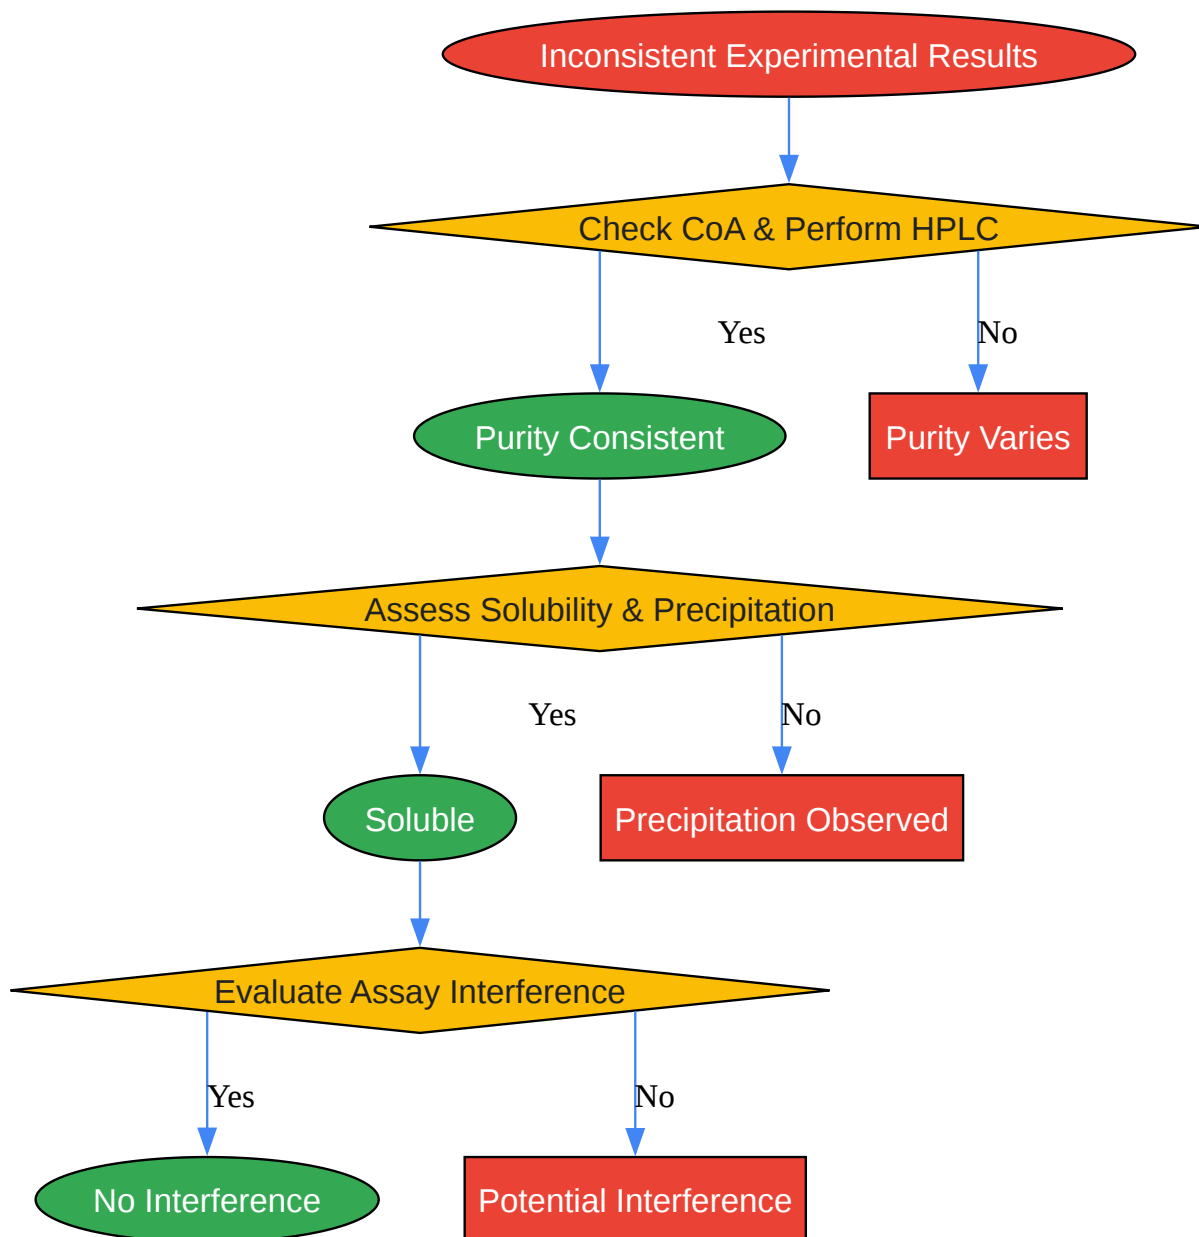 Inconsistent Experimental Results
Check CoA & Perform HPLC
Yes
No
Purity Consistent
Purity Varies
Assess Solubility & Precipitation
Yes
No
Soluble
Precipitation Observed
Evaluate Assay Interference
Yes
No
No Interference
Potential Interference